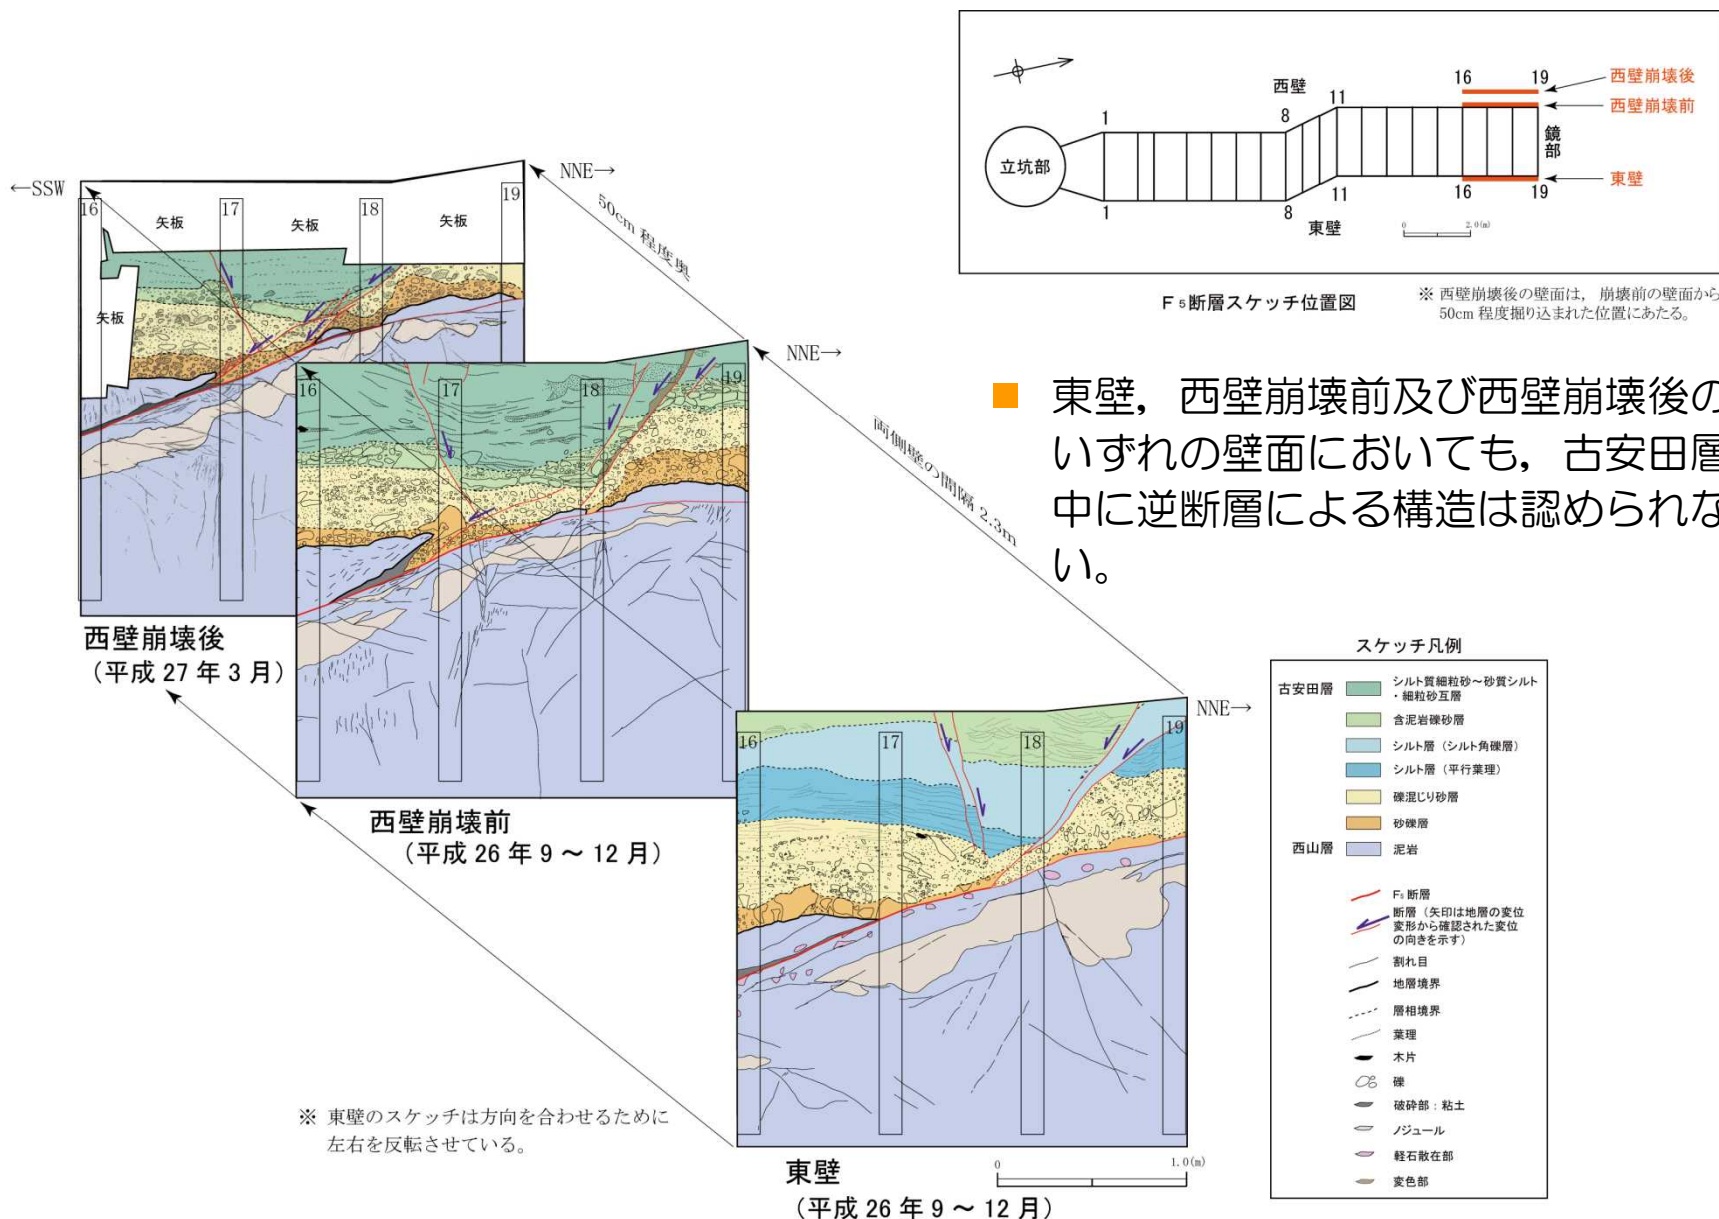 西壁
立坑部
1
8
11
16
19
鏡部
1
8
11
16
19
東壁
0 2.0(m)
西壁崩壊後
西壁崩壊前
東壁
F5断層スケッチ位置図
※ 西壁崩壊後の壁面は，崩壊前の壁面から
50cm 程度掘り込まれた位置にあたる。
←SSW
NNE→
16
矢板
17
矢板
18
矢板
19
矢板
50cm 程度奥
西壁崩壊後
（平成 27 年 3 月）
NNE→
16
17
18
19
両側壁の間隔 2.3m
西壁崩壊前
（平成 26 年 9 ～ 12 月）
■ 東壁，西壁崩壊前及び西壁崩壊後の
いずれの壁面においても，古安田層
中に逆断層による構造は認められな
い。
NNE→
16
17
18
19
※ 東壁のスケッチは方向を合わせるために
左右を反転させている。
東壁
（平成 26 年 9 ～ 12 月）
0 1.0(m)
スケッチ凡例
古安田層
シルト質細粒砂～砂質シルト
・細粒砂互層
含泥岩礫砂層
シルト層（シルト角礫層）
シルト層（平行葉理）
礫混じり砂層
砂礫層
西山層
泥岩
F5 断層
断層（矢印は地層の変位
変形から確認された変位
の向きを示す）
割れ目
地層境界
層相境界
葉理
木片
礫
破砕部：粘土
ノジュール
軽石散在部
変色部